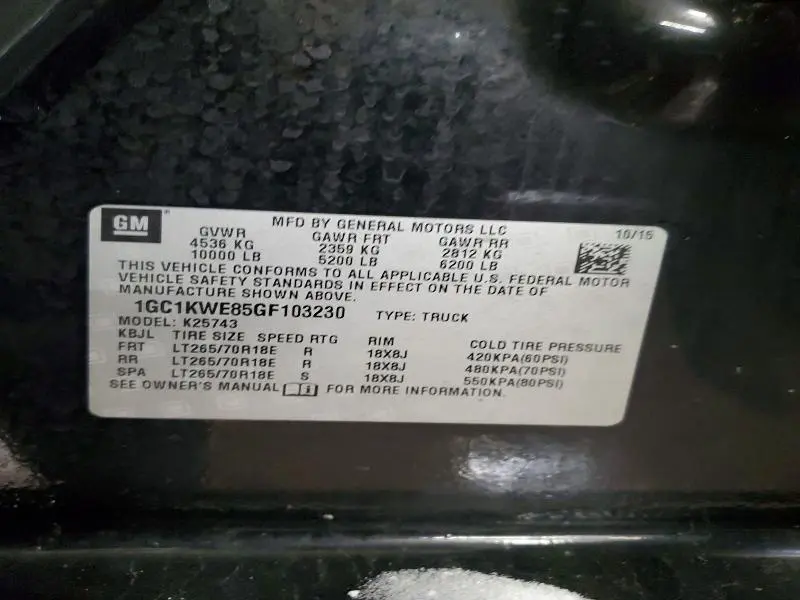 GM
MFD BY GENERAL MOTORS LLC
10/15
GVWR GAWR FRT GAWR RR
4536 KG 2359 KG 2812 KG
10000 LB 5200 LB 6200 LB
THIS VEHICLE CONFORMS TO ALL APPLICABLE U.S. FEDERAL MOTOR
VEHICLE SAFETY STANDARDS IN EFFECT ON THE DATE OF
MANUFACTURE SHOWN ABOVE.
1GC1KWE85GF103230 TYPE: TRUCK
MODEL: K25743
KBJL TIRE SIZE SPEED RTG RIM COLD TIRE PRESSURE
FRT LT265/70R18E R 18X8J 420KPA(60PSI)
RR LT265/70R18E R 18X8J 480KPA(70PSI)
SPA LT265/70R18E S 18X8J 550KPA(80PSI)
SEE OWNER'S MANUAL FOR MORE INFORMATION.